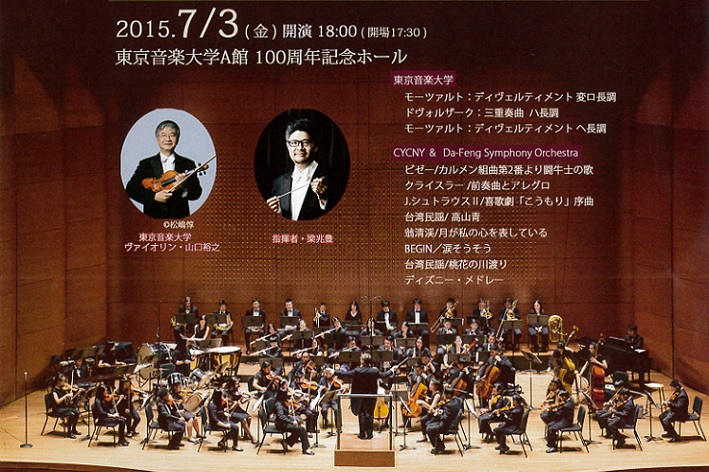 2015.7/3(金)開演 18:00(開場17:30)
東京音楽大学A館 100周年記念ホール
東京音楽大学
モーツァルト：ディヴェルティメント 変ロ長調
ドヴォルザーク：三重奏曲 ハ長調
モーツァルト：ディヴェルティメント ヘ長調
CYCNY & Da-Feng Symphony Orchestra
ビゼー/カルメン組曲第2番より闘牛士の歌
クライスラー/前奏曲とアレグロ
J.シュトラウスⅡ/喜歌劇「こうもり」序曲
台湾民謡/高山青
翁清渓/月が私の心を表している
BEGIN／涙そうそう
台湾民謡/桃花の川渡り
ディズニー・メドレー
©松嶋惇
東京音楽大学
ヴァイオリン・山口裕之
指揮者・梁兆豊